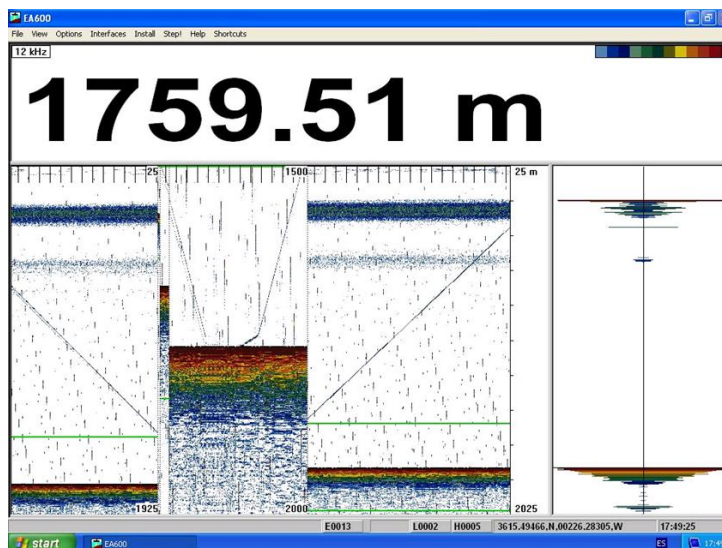 EA600
File View Options Interfaces Install Step! Help Shortcuts
12 kHz
1759.51 m
25 1500 25 m
1925 2000 2025
E0013 L0002 H0005 3615.49466,N,00226.28305,W 17:49:25
start EA600 ES